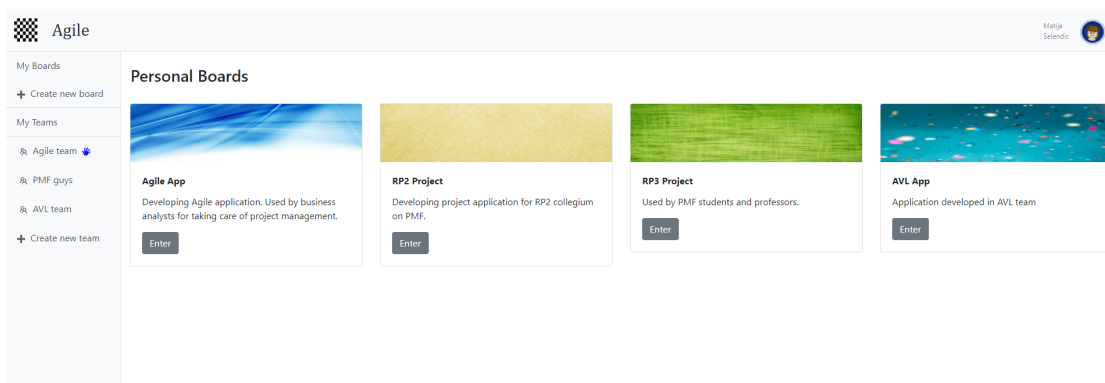 Agile
Matija
Selendic
My Boards
Create new board
My Teams
Agile team
PMF guys
AVL team
Create new team
Personal Boards
Agile App
Developing Agile application. Used by business
analysts for taking care of project management.
Enter
RP2 Project
Developing project application for RP2 collegium
on PMF.
Enter
RP3 Project
Used by PMF students and professors.
Enter
AVL App
Application developed in AVL team
Enter